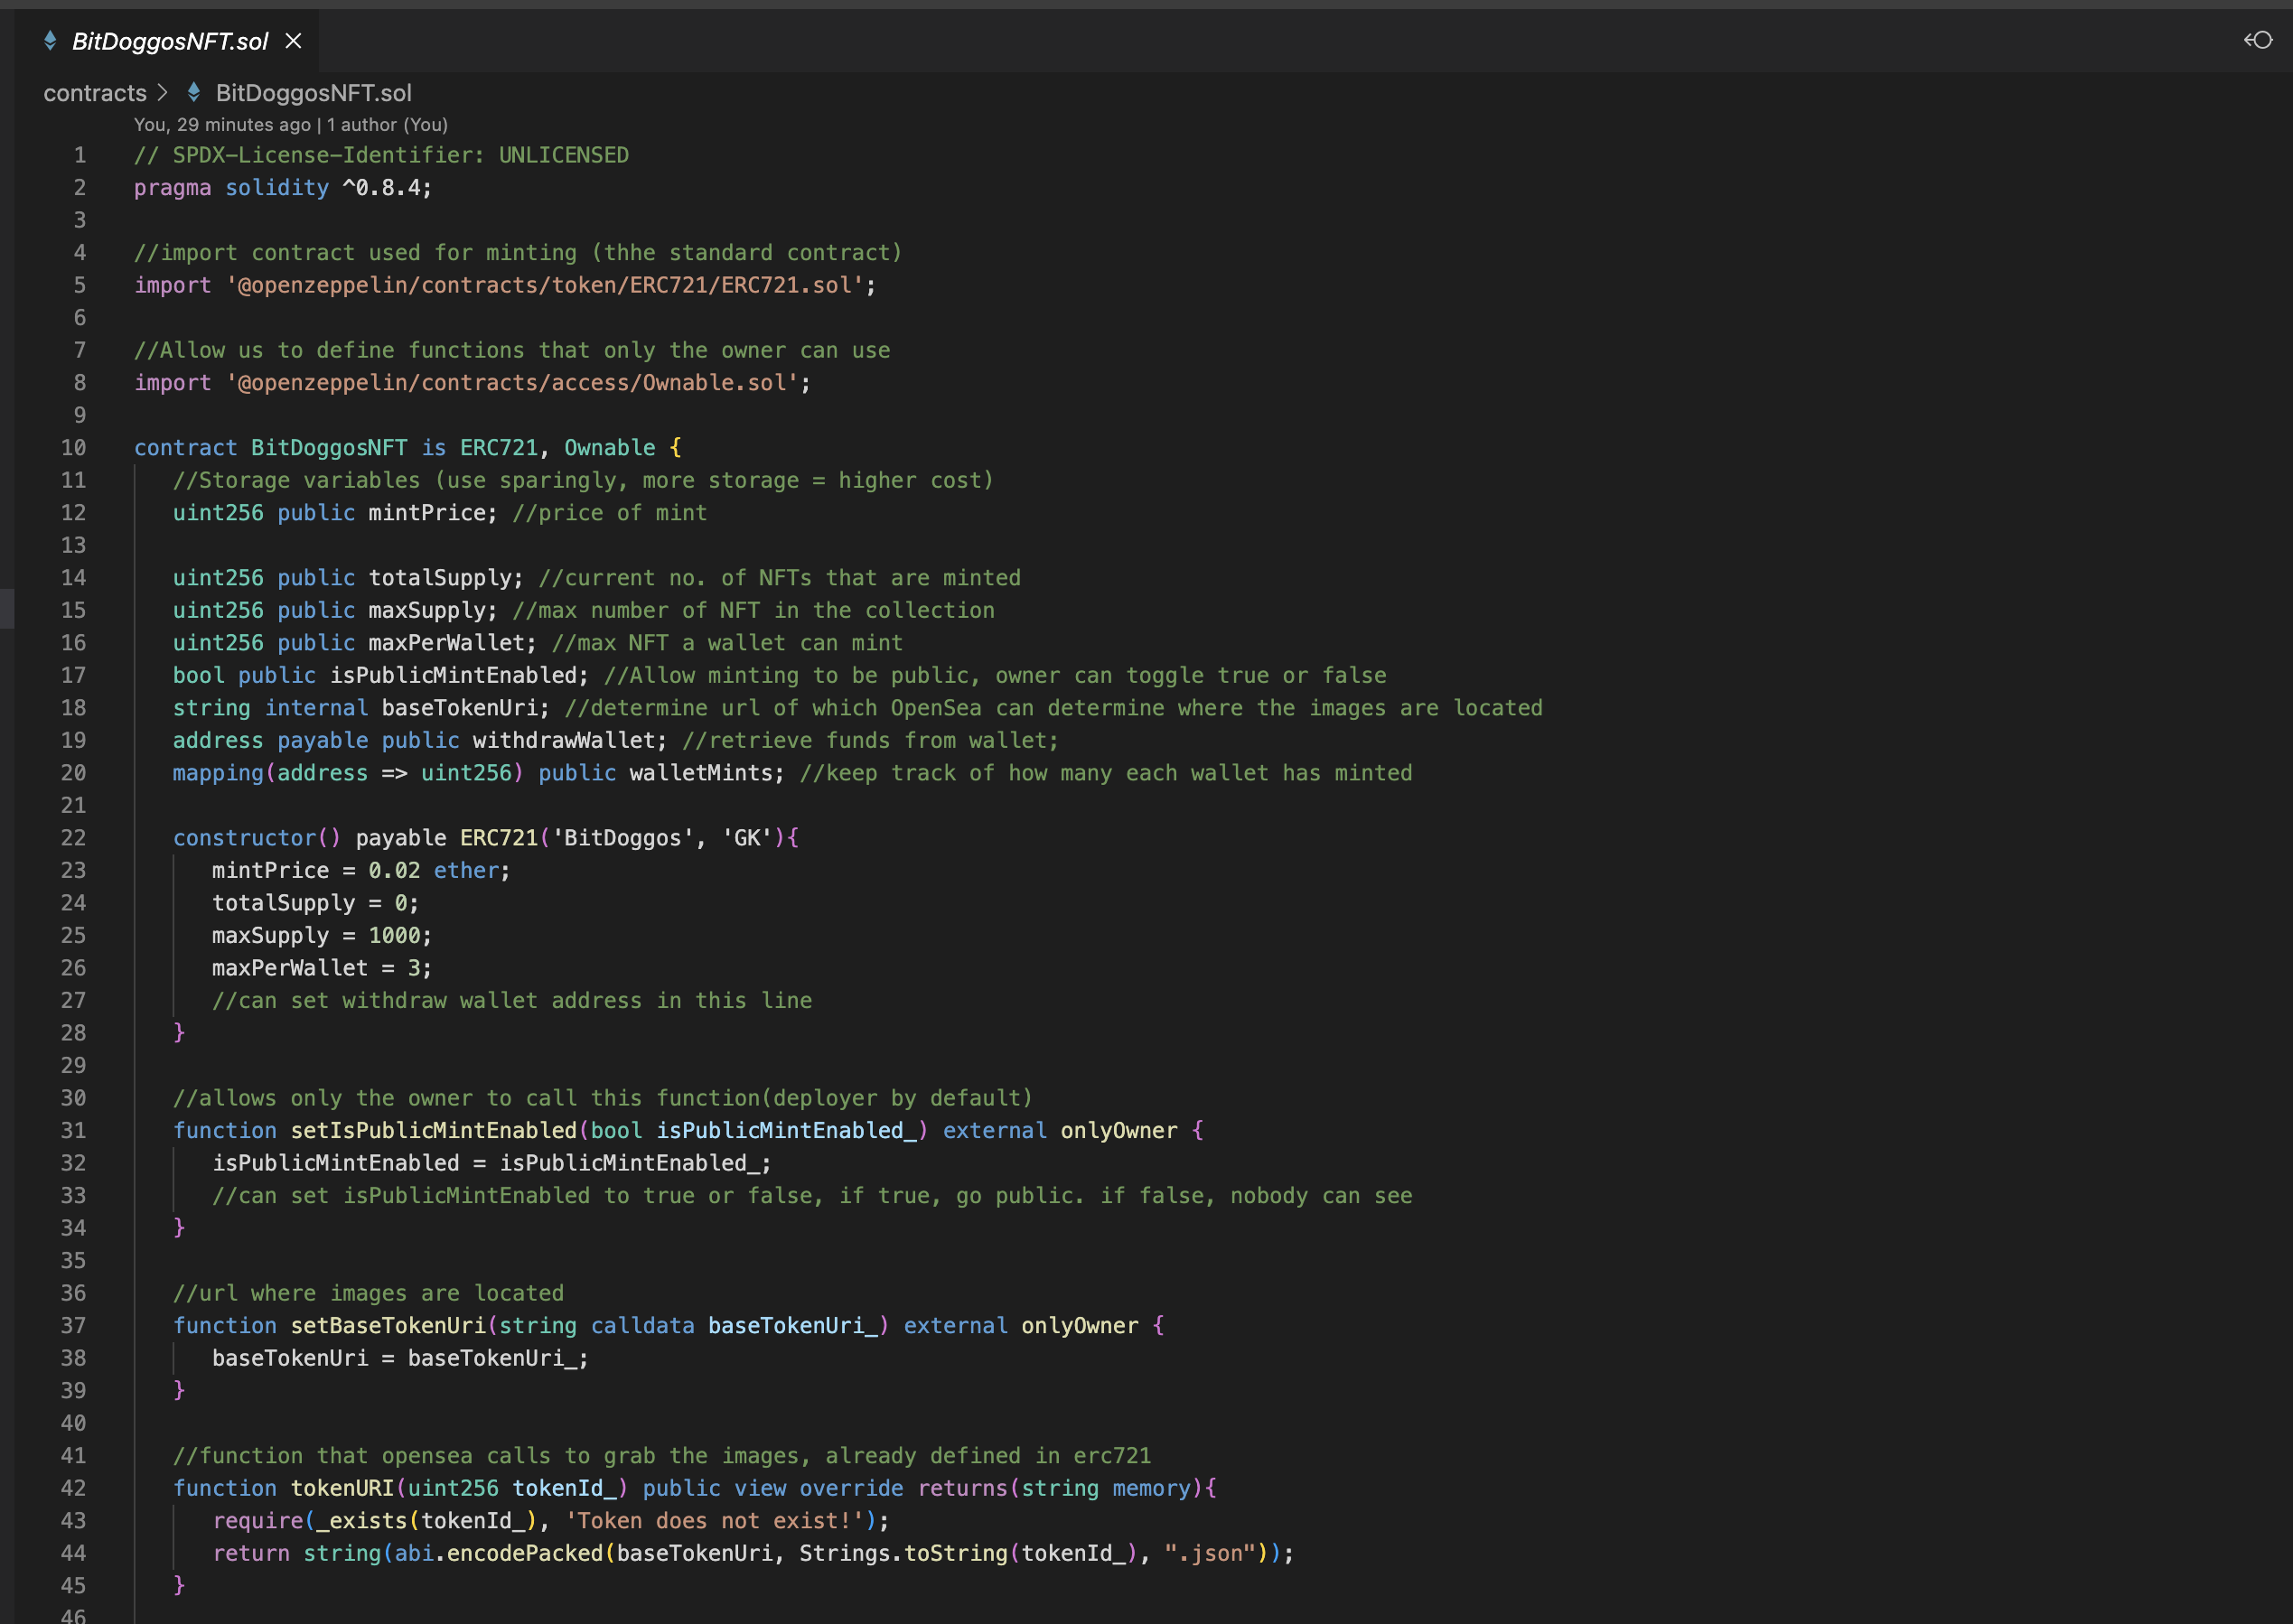 BitDoggosNFT.sol
contracts > BitDoggosNFT.sol
You, 29 minutes ago | 1 author (You)
1 // SPDX-License-Identifier: UNLICENSED
2 pragma solidity ^0.8.4;
3
4 //import contract used for minting (thhe standard contract)
5 import '@openzeppelin/contracts/token/ERC721/ERC721.sol';
6
7 //Allow us to define functions that only the owner can use
8 import '@openzeppelin/contracts/access/Ownable.sol';
9
10 contract BitDoggosNFT is ERC721, Ownable {
11 //Storage variables (use sparingly, more storage = higher cost)
12 uint256 public mintPrice; //price of mint
13
14 uint256 public totalSupply; //current no. of NFTs that are minted
15 uint256 public maxSupply; //max number of NFT in the collection
16 uint256 public maxPerWallet; //max NFT a wallet can mint
17 bool public isPublicMintEnabled; //Allow minting to be public, owner can toggle true or false
18 string internal baseTokenUri; //determine url of which OpenSea can determine where the images are located
19 address payable public withdrawWallet; //retrieve funds from wallet;
20 mapping(address => uint256) public walletMints; //keep track of how many each wallet has minted
21
22 constructor() payable ERC721('BitDoggos', 'GK'){
23 mintPrice = 0.02 ether;
24 totalSupply = 0;
25 maxSupply = 1000;
26 maxPerWallet = 3;
27 //can set withdraw wallet address in this line
28 }
29
30 //allows only the owner to call this function(deployer by default)
31 function setIsPublicMintEnabled(bool isPublicMintEnabled_) external onlyOwner {
32 isPublicMintEnabled = isPublicMintEnabled_;
33 //can set isPublicMintEnabled to true or false, if true, go public. if false, nobody can see
34 }
35
36 //url where images are located
37 function setBaseTokenUri(string calldata baseTokenUri_) external onlyOwner {
38 baseTokenUri = baseTokenUri_;
39 }
40
41 //function that opensea calls to grab the images, already defined in erc721
42 function tokenURI(uint256 tokenId_) public view override returns(string memory){
43 require(_exists(tokenId_), 'Token does not exist!');
44 return string(abi.encodePacked(baseTokenUri, Strings.toString(tokenId_), ".json"));
45 }
46